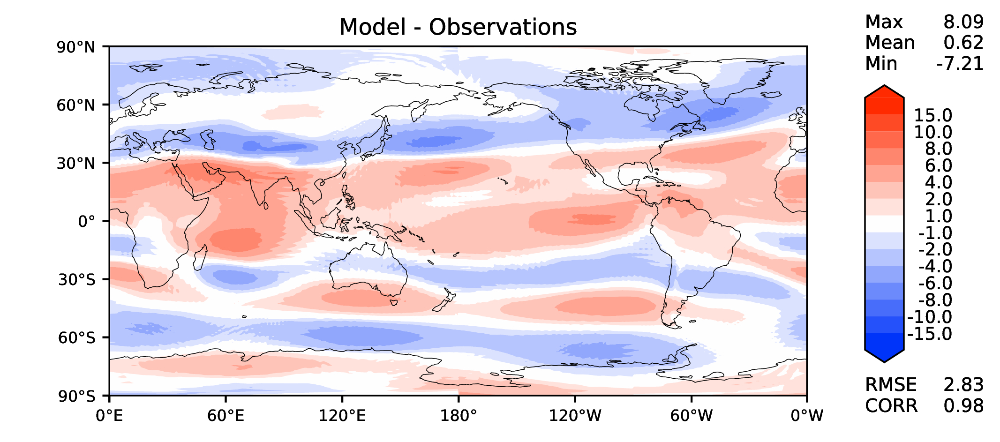 Model - Observations
Max 8.09
Mean 0.62
Min -7.21
90°N
60°N
30°N
0°
30°S
60°S
90°S
0°E 60°E 120°E 180° 120°W 60°W 0°W
15.0
10.0
8.0
6.0
4.0
2.0
1.0
-1.0
-2.0
-4.0
-6.0
-8.0
-10.0
-15.0
RMSE 2.83
CORR 0.98